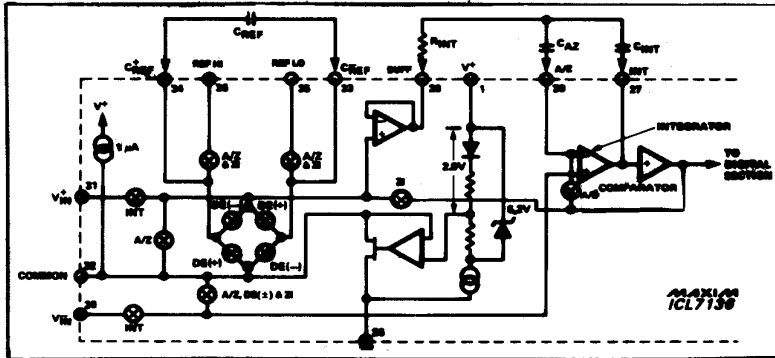 CREF
RINT
CAZ
CINT
C+REF
REF HI
REF LO
C-REF
BUFF
V+
A/Z
INT
34
36
35
33
28
1
29
27
V+
1 µA
A/Z & ZI
A/Z & ZI
INTEGRATOR
2.8V
TO DIGITAL SECTION
31
V+IN
INT
ZI
DE(−)
DE(+)
A/Z
COMPARATOR
6.2V
DE(+)
DE(−)
COMMON
32
A/Z, DE(±) & ZI
V−IN
30
INT
26
MAXIM
ICL7136